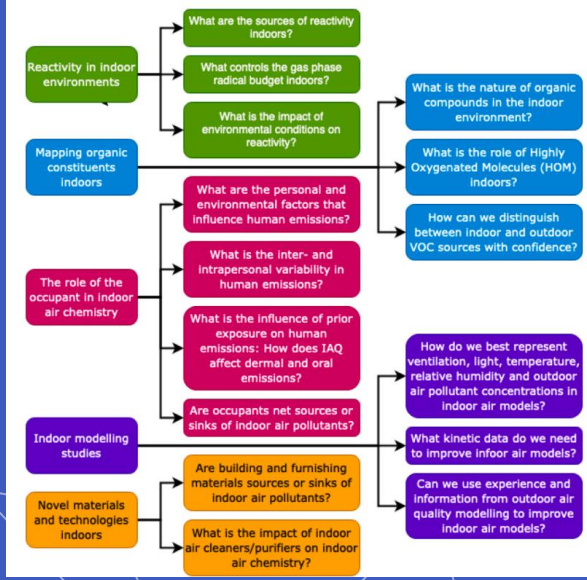 Reactivity in indoor
environments
What are the sources of reactivity
indoors?
What controls the gas phase
radical budget indoors?
What is the impact of
environmental conditions on
reactivity?
Mapping organic
constituents
indoors
What is the nature of organic
compounds in the indoor
environment?
What is the role of Highly
Oxygenated Molecules (HOM)
indoors?
How can we distinguish
between indoor and outdoor
VOC sources with confidence?
The role of the
occupant in indoor
air chemistry
What are the personal and
environmental factors that
influence human emissions?
What is the inter- and
intrapersonal variability in
human emissions?
What is the influence of prior
exposure on human
emissions: How does IAQ
affect dermal and oral
emissions?
Are occupants net sources or
sinks of indoor air pollutants?
Indoor modelling
studies
How do we best represent
ventilation, light, temperature,
relative humidity and outdoor
air pollutant concentrations in
indoor air models?
What kinetic data do we need
to improve infoor air models?
Can we use experience and
information from outdoor air
quality modelling to improve
indoor air models?
Novel materials
and technologies
indoors
Are building and furnishing
materials sources or sinks of
indoor air pollutants?
What is the impact of indoor
air cleaners/purifiers on indoor
air chemistry?